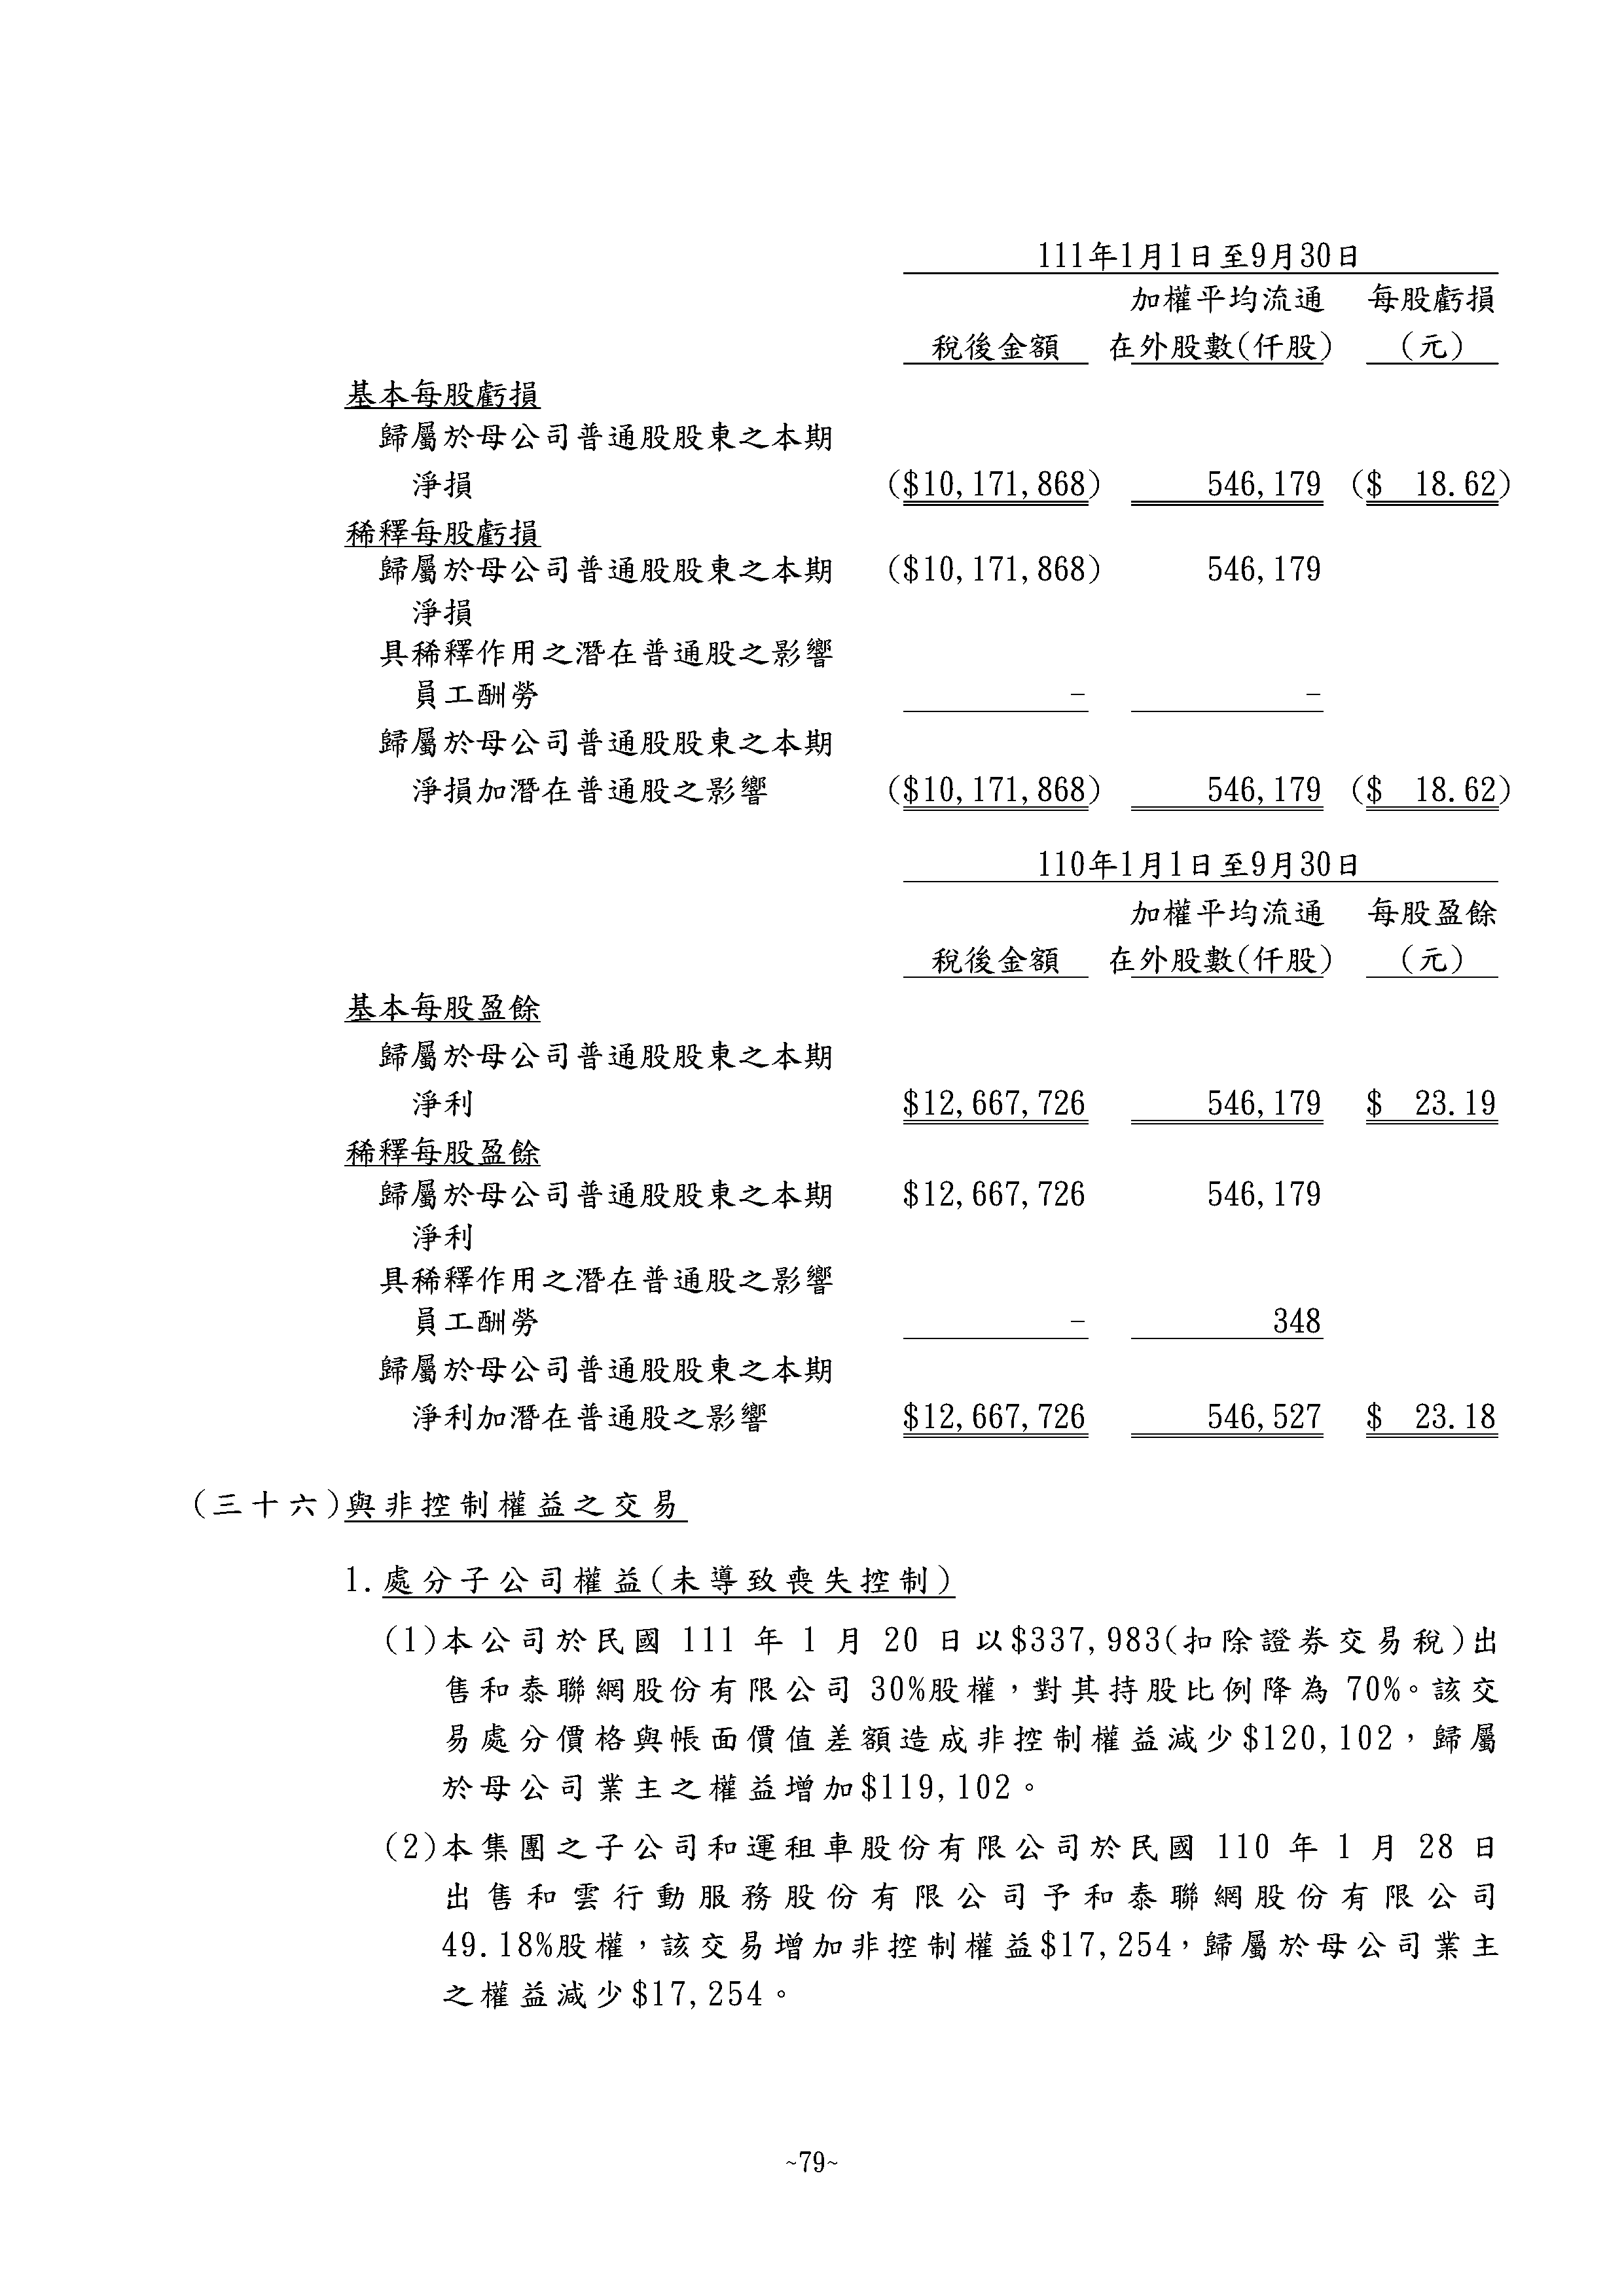 111年1月1日至9月30日
加權平均流通 每股虧損
稅後金額 在外股數(仟股) (元)
基本每股虧損
歸屬於母公司普通股股東之本期
淨損 ($10,171,868) 546,179 ($ 18.62)
稀釋每股虧損
歸屬於母公司普通股股東之本期 ($10,171,868) 546,179
淨損
具稀釋作用之潛在普通股之影響
員工酬勞 - -
歸屬於母公司普通股股東之本期
淨損加潛在普通股之影響 ($10,171,868) 546,179 ($ 18.62)
110年1月1日至9月30日
加權平均流通 每股盈餘
稅後金額 在外股數(仟股) (元)
基本每股盈餘
歸屬於母公司普通股股東之本期
淨利 $12,667,726 546,179 $ 23.19
稀釋每股盈餘
歸屬於母公司普通股股東之本期 $12,667,726 546,179
淨利
具稀釋作用之潛在普通股之影響
員工酬勞 - 348
歸屬於母公司普通股股東之本期
淨利加潛在普通股之影響 $12,667,726 546,527 $ 23.18
(三十六)與非控制權益之交易
1.處分子公司權益(未導致喪失控制)
(1)本公司於民國 111 年 1 月 20 日以$337,983(扣除證券交易稅)出
售和泰聯網股份有限公司 30%股權，對其持股比例降為 70%。該交
易處分價格與帳面價值差額造成非控制權益減少$120,102，歸屬
於母公司業主之權益增加$119,102。
(2)本集團之子公司和運租車股份有限公司於民國 110 年 1 月 28 日
出售和雲行動服務股份有限公司予和泰聯網股份有限公司
49.18%股權，該交易增加非控制權益$17,254，歸屬於母公司業主
之權益減少$17,254。
~79~